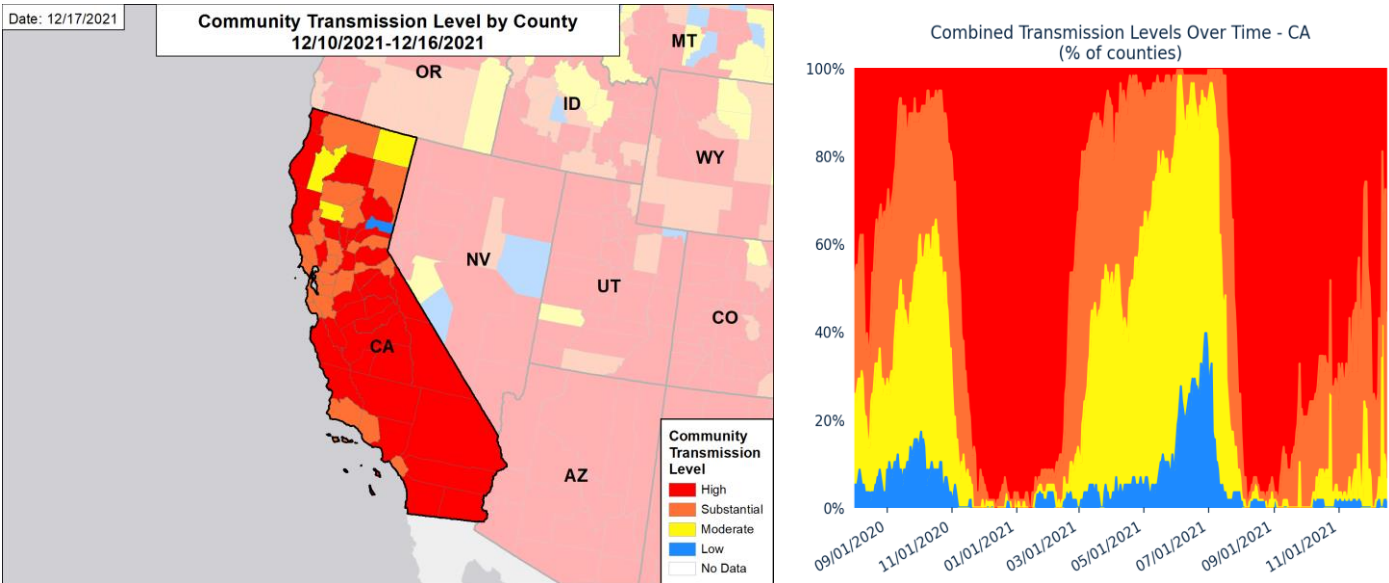 Date: 12/17/2021
Community Transmission Level by County
12/10/2021-12/16/2021
MT
OR
ID
WY
NV
UT
CO
CA
AZ
Community
Transmission
Level
High
Substantial
Moderate
Low
No Data
Combined Transmission Levels Over Time - CA
(% of counties)
100%
80%
60%
40%
20%
0%
09/01/2020
11/01/2020
01/01/2021
03/01/2021
05/01/2021
07/01/2021
09/01/2021
11/01/2021